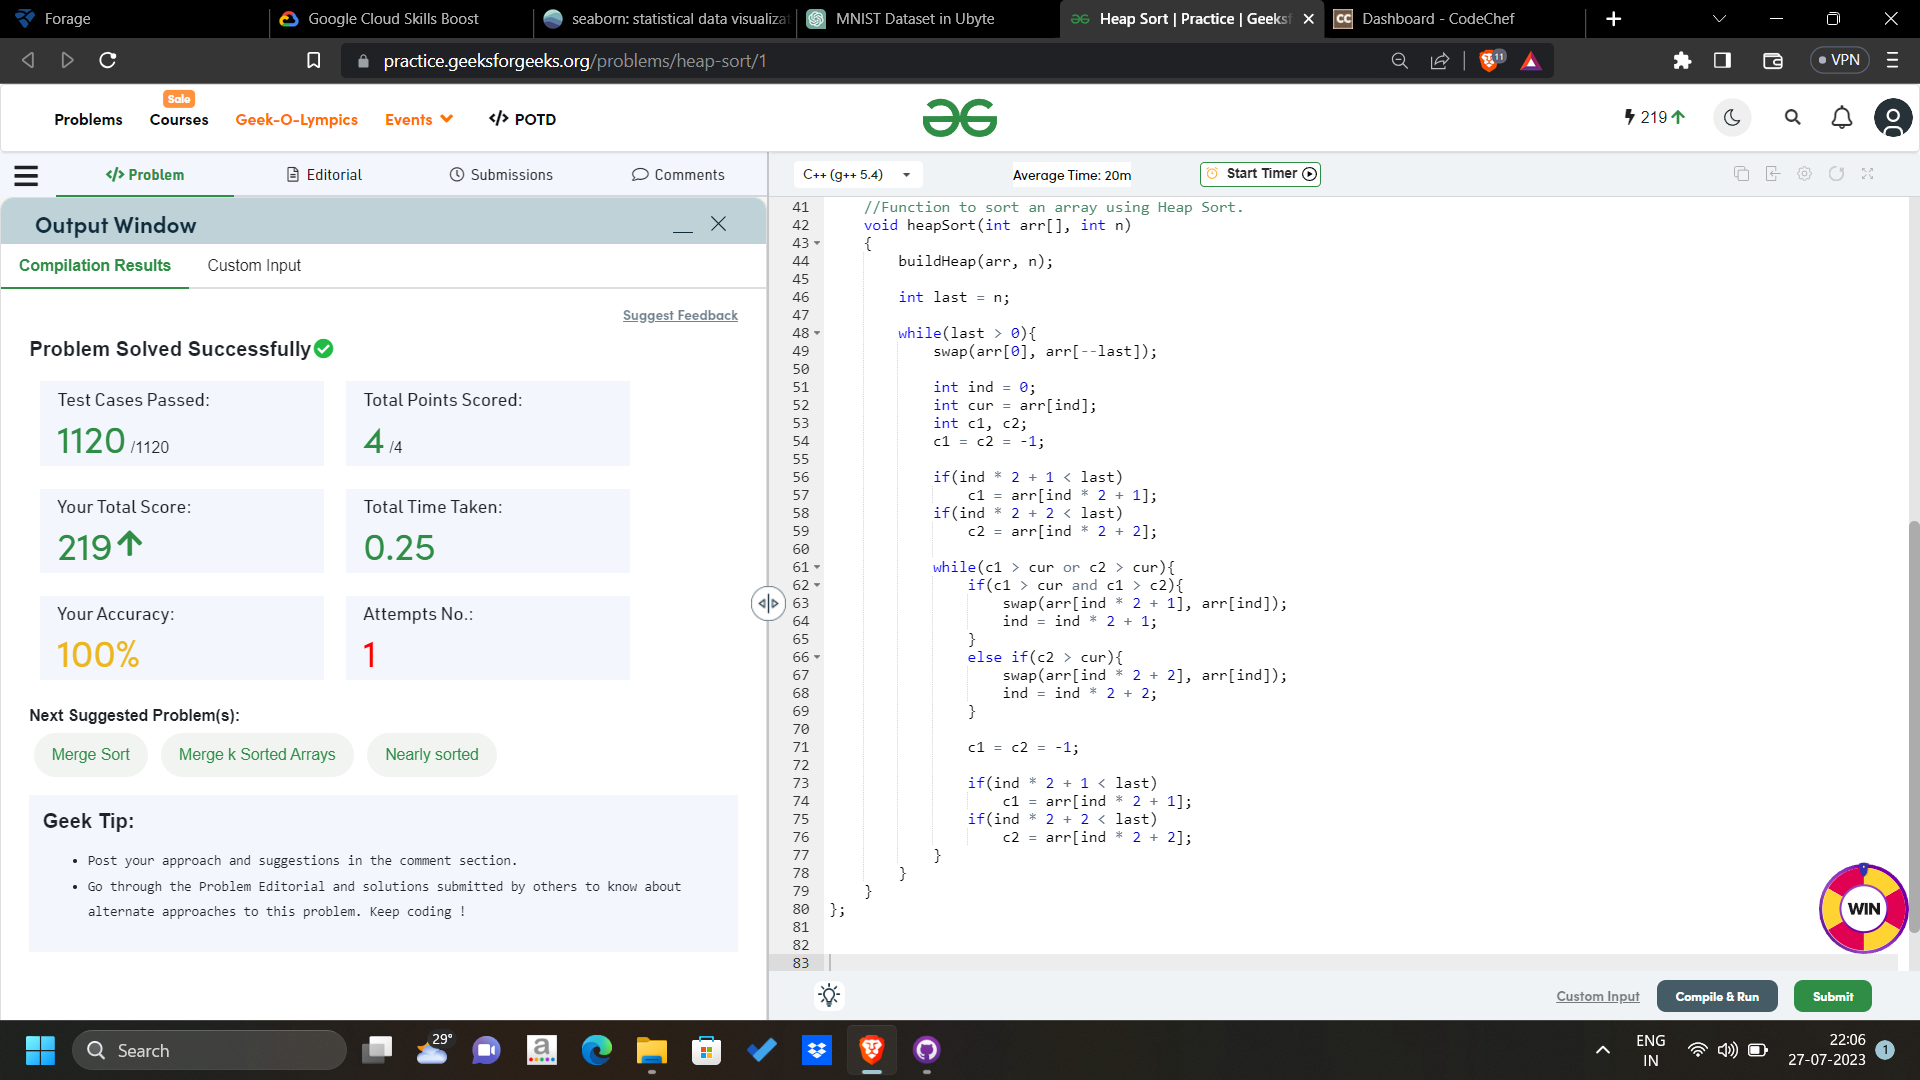 Forage
Google Cloud Skills Boost
seaborn: statistical data visualizat
MNIST Dataset in Ubyte
Heap Sort | Practice | Geeksf
CC Dashboard - CodeChef
practice.geeksforgeeks.org/problems/heap-sort/1
11
VPN
Problems
Sale
Courses
Geek-O-Lympics
Events
</> POTD
219
</> Problem
Editorial
Submissions
Comments
C++ (g++ 5.4)
Average Time: 20m
Start Timer
Output Window
Compilation Results
Custom Input
Suggest Feedback
Problem Solved Successfully
Test Cases Passed:
1120 /1120
Total Points Scored:
4 /4
Your Total Score:
219
Total Time Taken:
0.25
Your Accuracy:
100%
Attempts No.:
1
Next Suggested Problem(s):
Merge Sort
Merge k Sorted Arrays
Nearly sorted
Geek Tip:
• Post your approach and suggestions in the comment section.
• Go through the Problem Editorial and solutions submitted by others to know about
alternate approaches to this problem. Keep coding !
41 //Function to sort an array using Heap Sort.
42 void heapSort(int arr[], int n)
43 {
44 buildHeap(arr, n);
45
46 int last = n;
47
48 while(last > 0){
49 swap(arr[0], arr[--last]);
50
51 int ind = 0;
52 int cur = arr[ind];
53 int c1, c2;
54 c1 = c2 = -1;
55
56 if(ind * 2 + 1 < last)
57 c1 = arr[ind * 2 + 1];
58 if(ind * 2 + 2 < last)
59 c2 = arr[ind * 2 + 2];
60
61 while(c1 > cur or c2 > cur){
62 if(c1 > cur and c1 > c2){
63 swap(arr[ind * 2 + 1], arr[ind]);
64 ind = ind * 2 + 1;
65 }
66 else if(c2 > cur){
67 swap(arr[ind * 2 + 2], arr[ind]);
68 ind = ind * 2 + 2;
69 }
70
71 c1 = c2 = -1;
72
73 if(ind * 2 + 1 < last)
74 c1 = arr[ind * 2 + 1];
75 if(ind * 2 + 2 < last)
76 c2 = arr[ind * 2 + 2];
77 }
78 }
79 }
80 };
81
82
83
WIN
Custom Input
Compile & Run
Submit
Search
29°
a
ENG
IN
22:06
27-07-2023
1